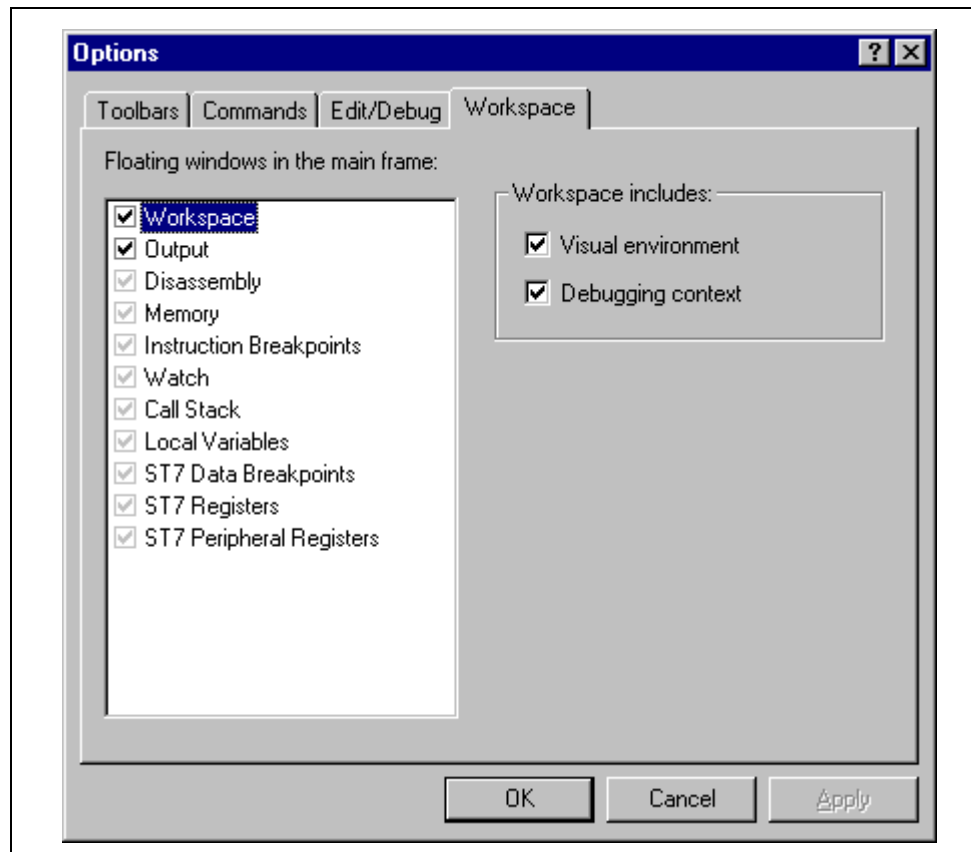 Options
Toolbars Commands Edit/Debug Workspace
Floating windows in the main frame:
Workspace
Output
Disassembly
Memory
Instruction Breakpoints
Watch
Call Stack
Local Variables
ST7 Data Breakpoints
ST7 Registers
ST7 Peripheral Registers
Workspace includes:
Visual environment
Debugging context
OK Cancel Apply